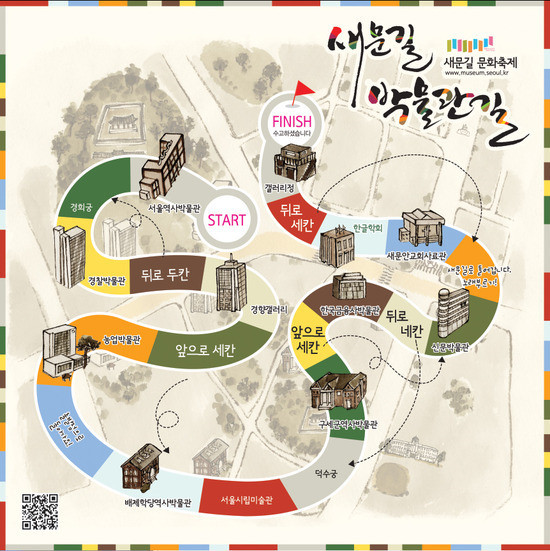 새문길
박물관길
새문길 문화축제
www.museum.seoul.kr
FINISH
수고하셨습니다
갤러리정
뒤로
세칸
한글학회
새문안교회사료관
새문길로 돌아갑니다.
노래부르기!
START
서울역사박물관
경희궁
경찰박물관
뒤로 두칸
경향갤러리
앞으로 세칸
농업박물관
한국금융사박물관
뒤로
네칸
신문박물관
앞으로
세칸
구세군역사박물관
덕수궁
서울시립미술관
배제학당역사박물관